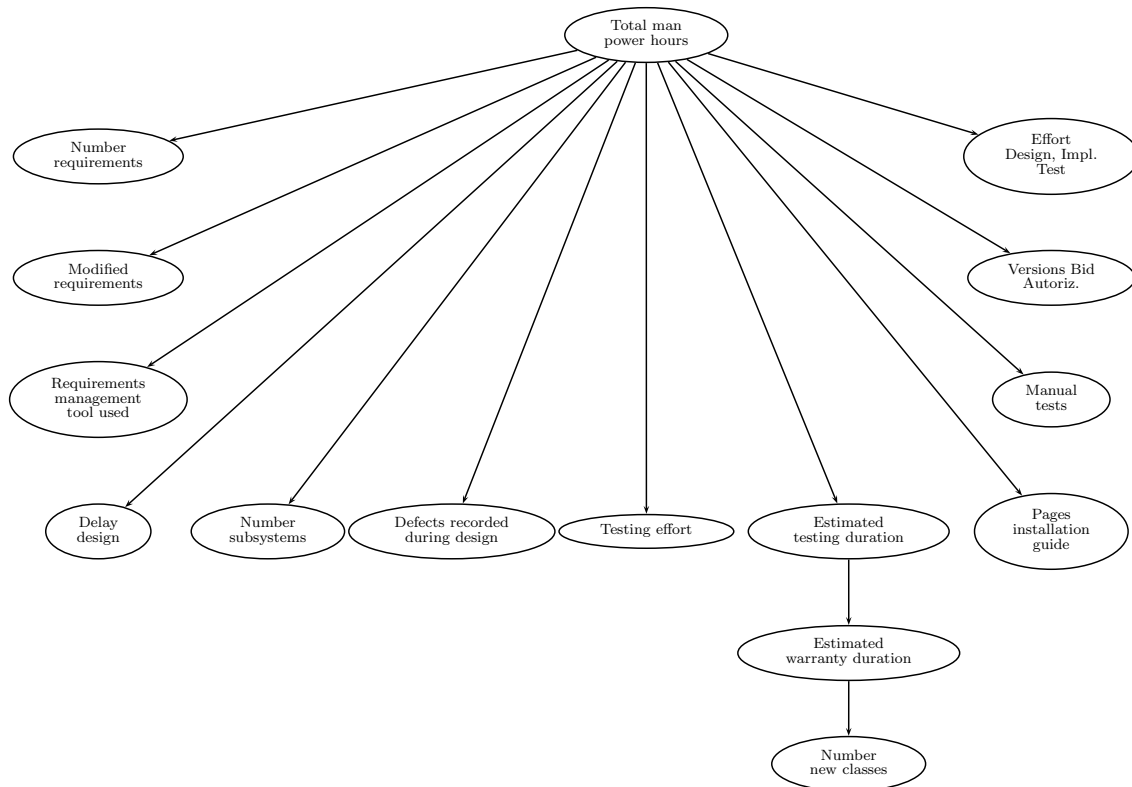 Total man
power hours
Number
requirements
Effort
Design, Impl.
Test
Modified
requirements
Versions Bid
Autoriz.
Requirements
management
tool used
Manual
tests
Delay
design
Number
subsystems
Defects recorded
during design
Testing effort
Estimated
testing duration
Pages
installation
guide
Estimated
warranty duration
Number
new classes